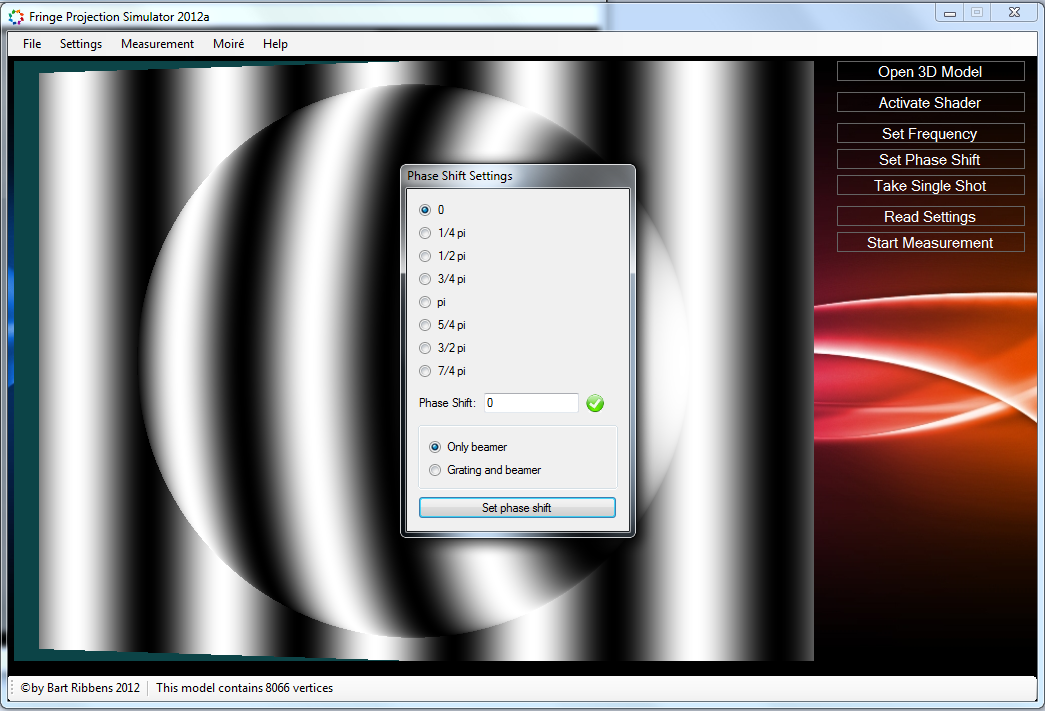 Fringe Projection Simulator 2012a
File Settings Measurement Moiré Help
Open 3D Model
Activate Shader
Set Frequency
Set Phase Shift
Take Single Shot
Read Settings
Start Measurement
Phase Shift Settings
0
1/4 pi
1/2 pi
3/4 pi
pi
5/4 pi
3/2 pi
7/4 pi
Phase Shift: 0
Only beamer
Grating and beamer
Set phase shift
©by Bart Ribbens 2012 This model contains 8066 vertices